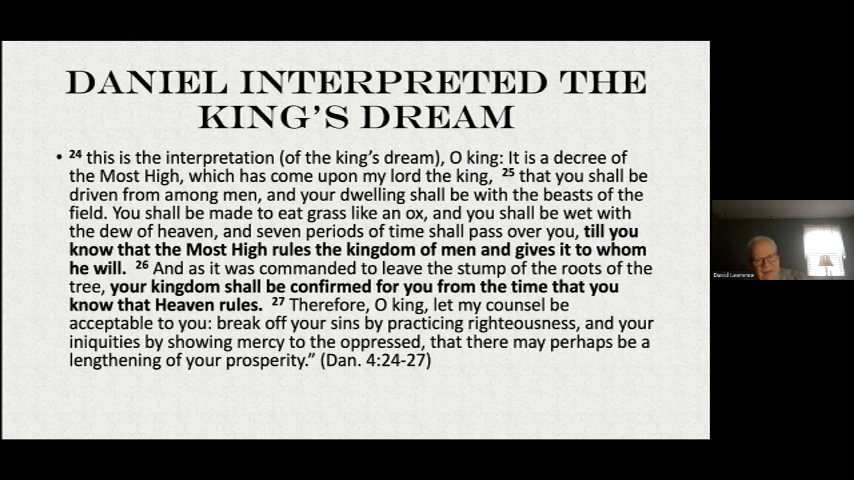 DANIEL INTERPRETED THE
KING'S DREAM
• 24 this is the interpretation (of the king's dream), O king: It is a decree of
the Most High, which has come upon my lord the king, 25 that you shall be
driven from among men, and your dwelling shall be with the beasts of the
field. You shall be made to eat grass like an ox, and you shall be wet with
the dew of heaven, and seven periods of time shall pass over you, till you
know that the Most High rules the kingdom of men and gives it to whom
he will. 26 And as it was commanded to leave the stump of the roots of the
tree, your kingdom shall be confirmed for you from the time that you
know that Heaven rules. 27 Therefore, O king, let my counsel be
acceptable to you: break off your sins by practicing righteousness, and your
iniquities by showing mercy to the oppressed, that there may perhaps be a
lengthening of your prosperity.” (Dan. 4:24-27)
David Lawrence